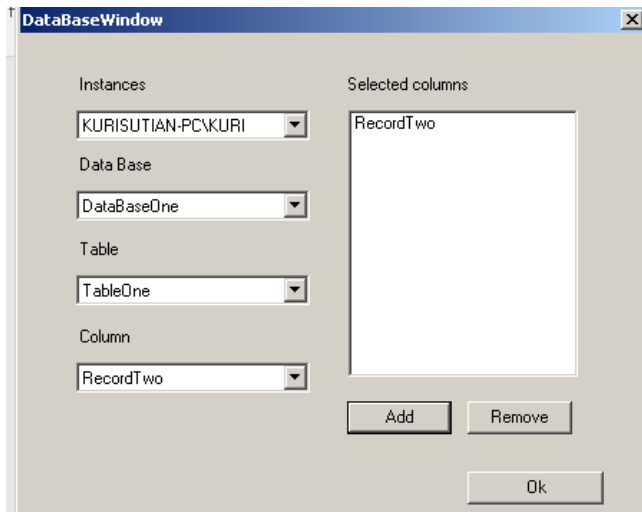 DataBaseWindow
Instances
KURISUTIAN-PC\KURI
Data Base
DataBaseOne
Table
TableOne
Column
RecordTwo
Selected columns
RecordTwo
Add
Remove
Ok